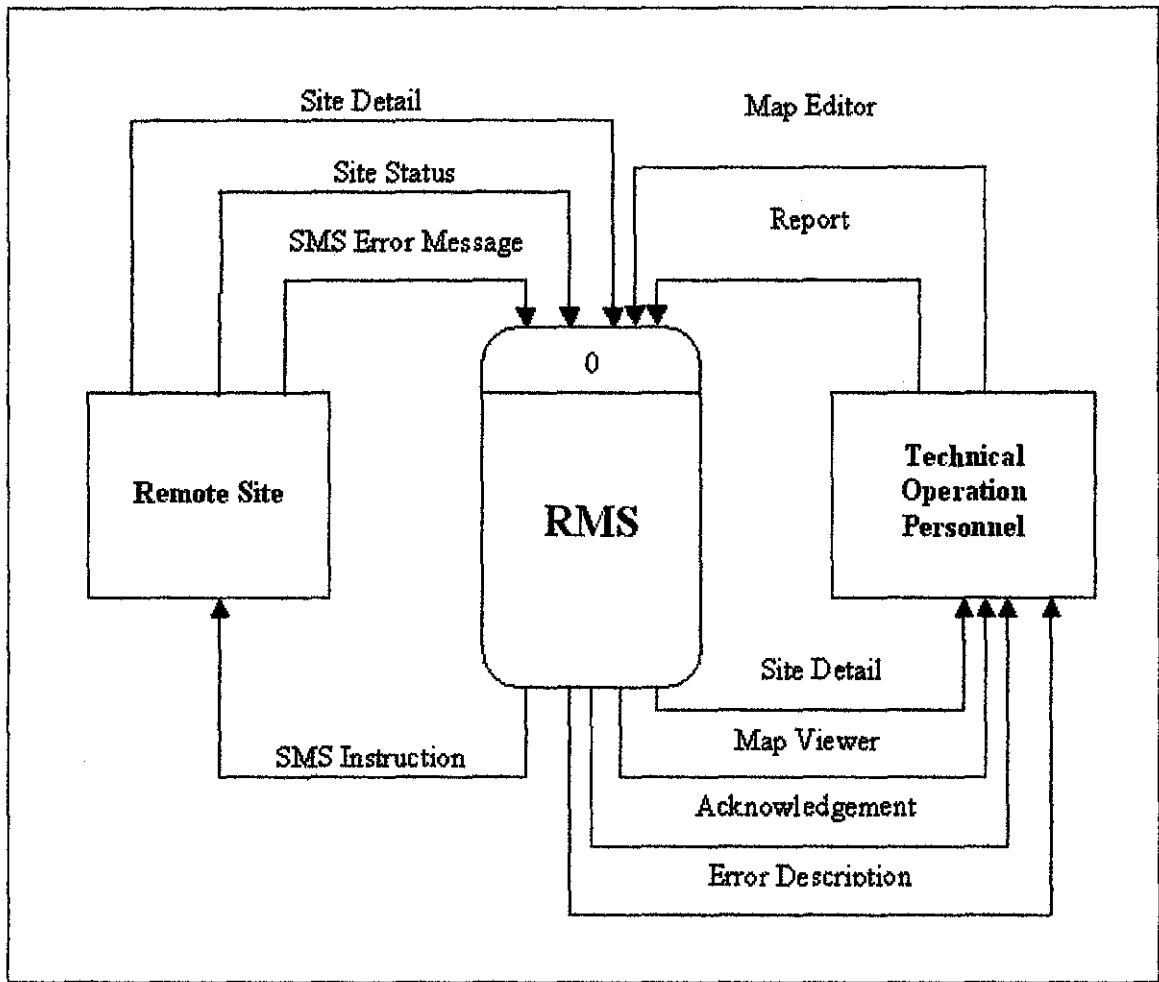 Site Detail
Map Editor
Site Status
Report
SMS Error Message
0
Remote Site
RMS
Technical
Operation
Personnel
Site Detail
Map Viewer
SMS Instruction
Acknowledgement
Error Description